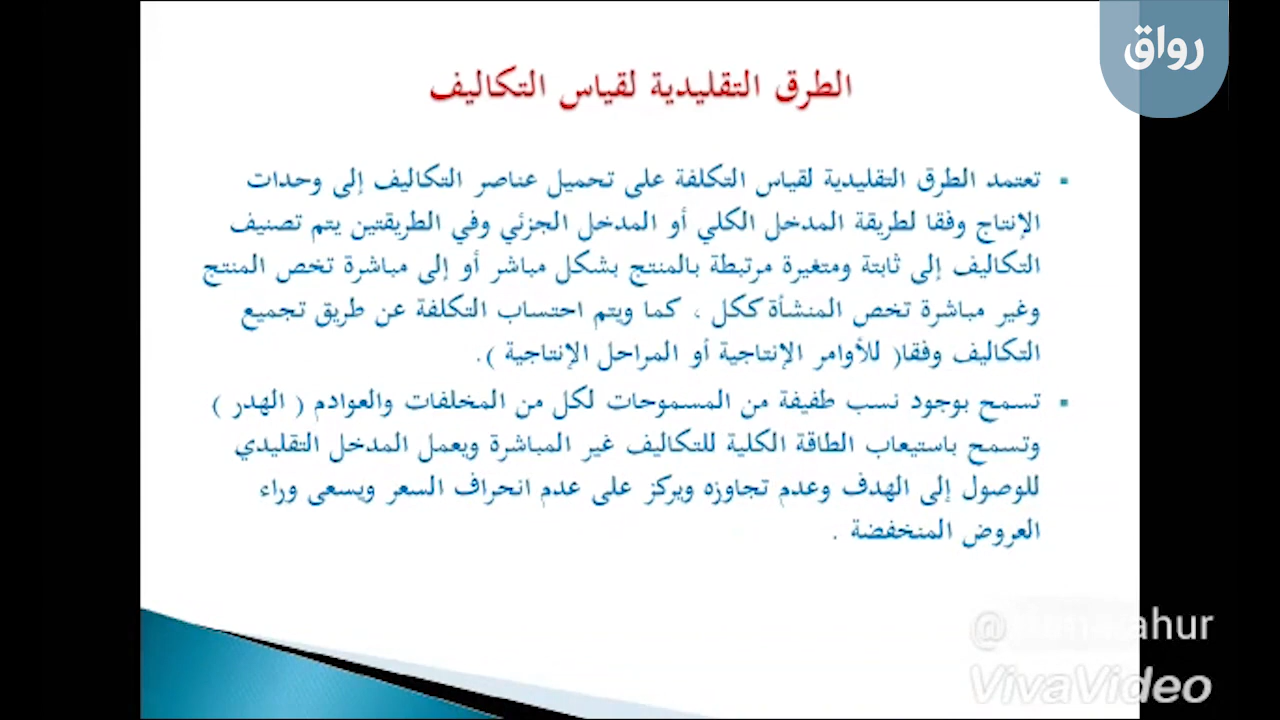 رواق
الطرق التقليدية لقياس التكاليف
تعتمد الطرق التقليدية لقياس التكلفة على تحميل عناصر التكاليف إلى وحدات
الإنتاج وفقا لطريقة المدخل الكلي أو المدخل الجزئي وفي الطريقتين يتم تصنيف
التكاليف إلى ثابتة ومتغيرة مرتبطة بالمنتج بشكل مباشر أو إلى مباشرة تخص المنتج
وغير مباشرة تخص المنشأة ككل ، كما ويتم احتساب التكلفة عن طريق تجميع
التكاليف وفقا( للأوامر الإنتاجية أو المراحل الإنتاجية ).
تسمح بوجود نسب طفيفة من المسموحات لكل من المخلفات والعوادم ( الهدر )
وتسمح باستيعاب الطاقة الكلية للتكاليف غير المباشرة ويعمل المدخل التقليدي
للوصول إلى الهدف وعدم تجاوزه ويركز على عدم انحراف السعر ويسعى وراء
العروض المنخفضة .
VivaVideo